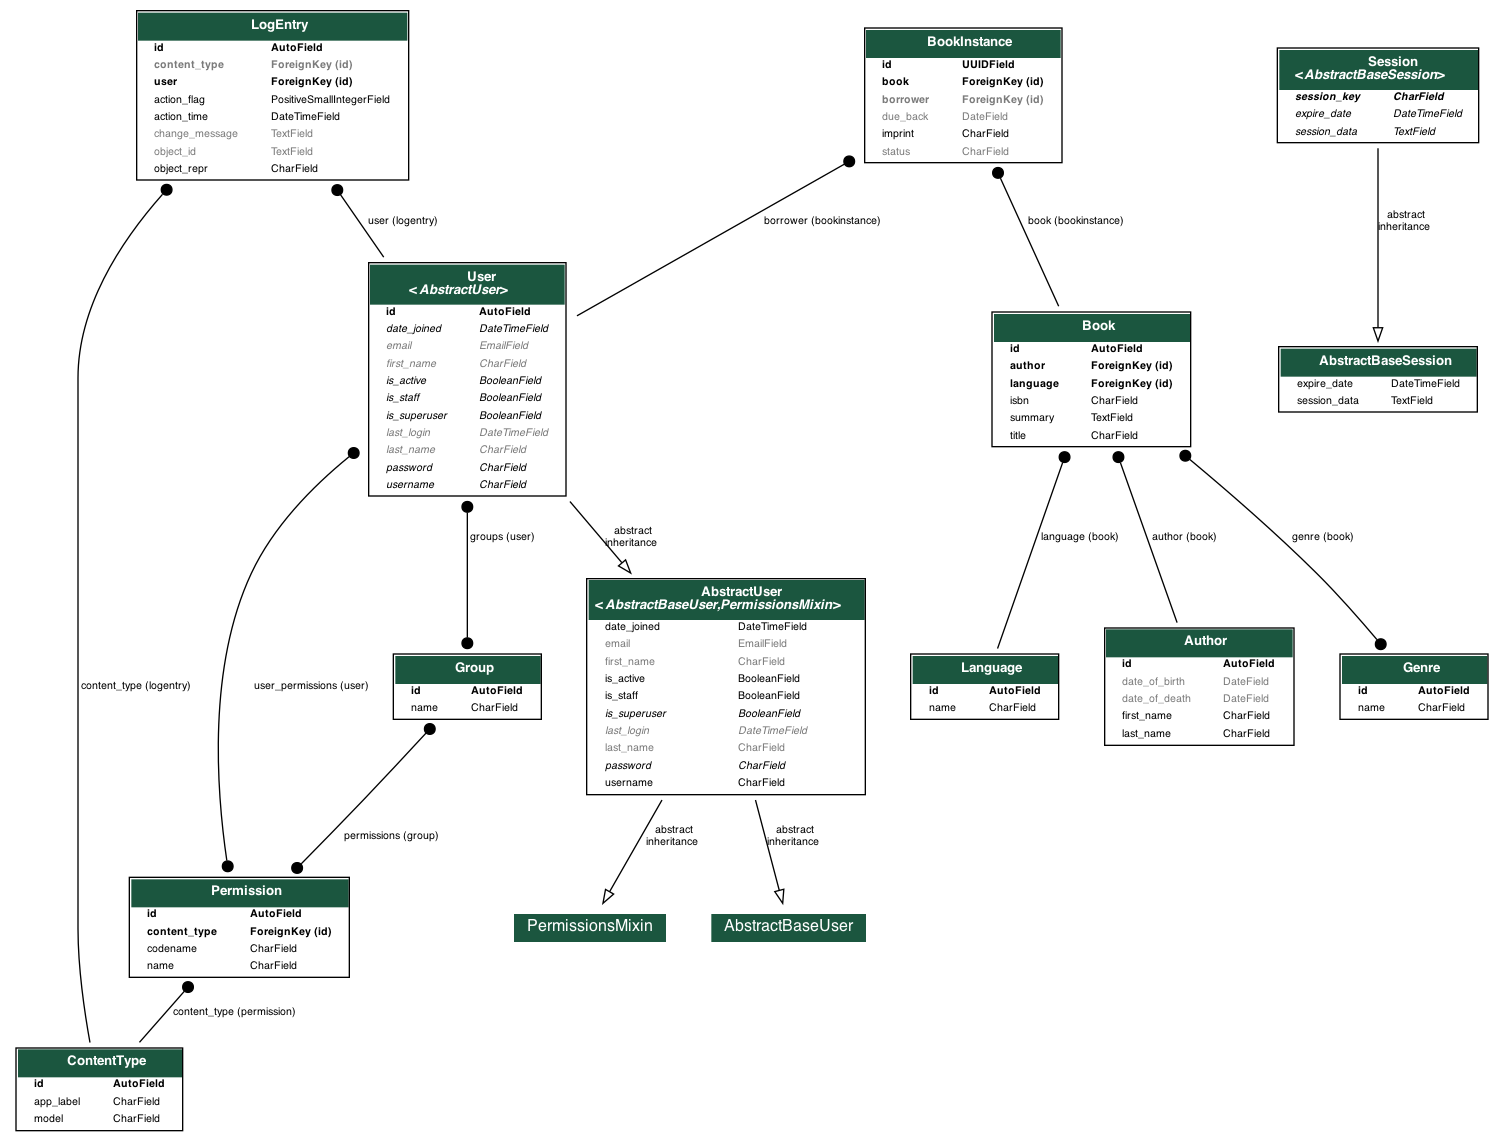 LogEntry
id AutoField
content_type ForeignKey (id)
user ForeignKey (id)
action_flag PositiveSmallIntegerField
action_time DateTimeField
change_message TextField
object_id TextField
object_repr CharField
BookInstance
id UUIDField
book ForeignKey (id)
borrower ForeignKey (id)
due_back DateField
imprint CharField
status CharField
Session
<AbstractBaseSession>
session_key CharField
expire_date DateTimeField
session_data TextField
user (logentry)
borrower (bookinstance)
book (bookinstance)
abstract
inheritance
User
<AbstractUser>
id AutoField
date_joined DateTimeField
email EmailField
first_name CharField
is_active BooleanField
is_staff BooleanField
is_superuser BooleanField
last_login DateTimeField
last_name CharField
password CharField
username CharField
Book
id AutoField
author ForeignKey (id)
language ForeignKey (id)
isbn CharField
summary TextField
title CharField
AbstractBaseSession
expire_date DateTimeField
session_data TextField
groups (user)
abstract
inheritance
language (book)
author (book)
genre (book)
AbstractUser
<AbstractBaseUser,PermissionsMixin>
date_joined DateTimeField
email EmailField
first_name CharField
is_active BooleanField
is_staff BooleanField
is_superuser BooleanField
last_login DateTimeField
last_name CharField
password CharField
username CharField
content_type (logentry)
user_permissions (user)
Group
id AutoField
name CharField
Language
id AutoField
name CharField
Author
id AutoField
date_of_birth DateField
date_of_death DateField
first_name CharField
last_name CharField
Genre
id AutoField
name CharField
permissions (group)
abstract
inheritance
abstract
inheritance
Permission
id AutoField
content_type ForeignKey (id)
codename CharField
name CharField
PermissionsMixin
AbstractBaseUser
content_type (permission)
ContentType
id AutoField
app_label CharField
model CharField